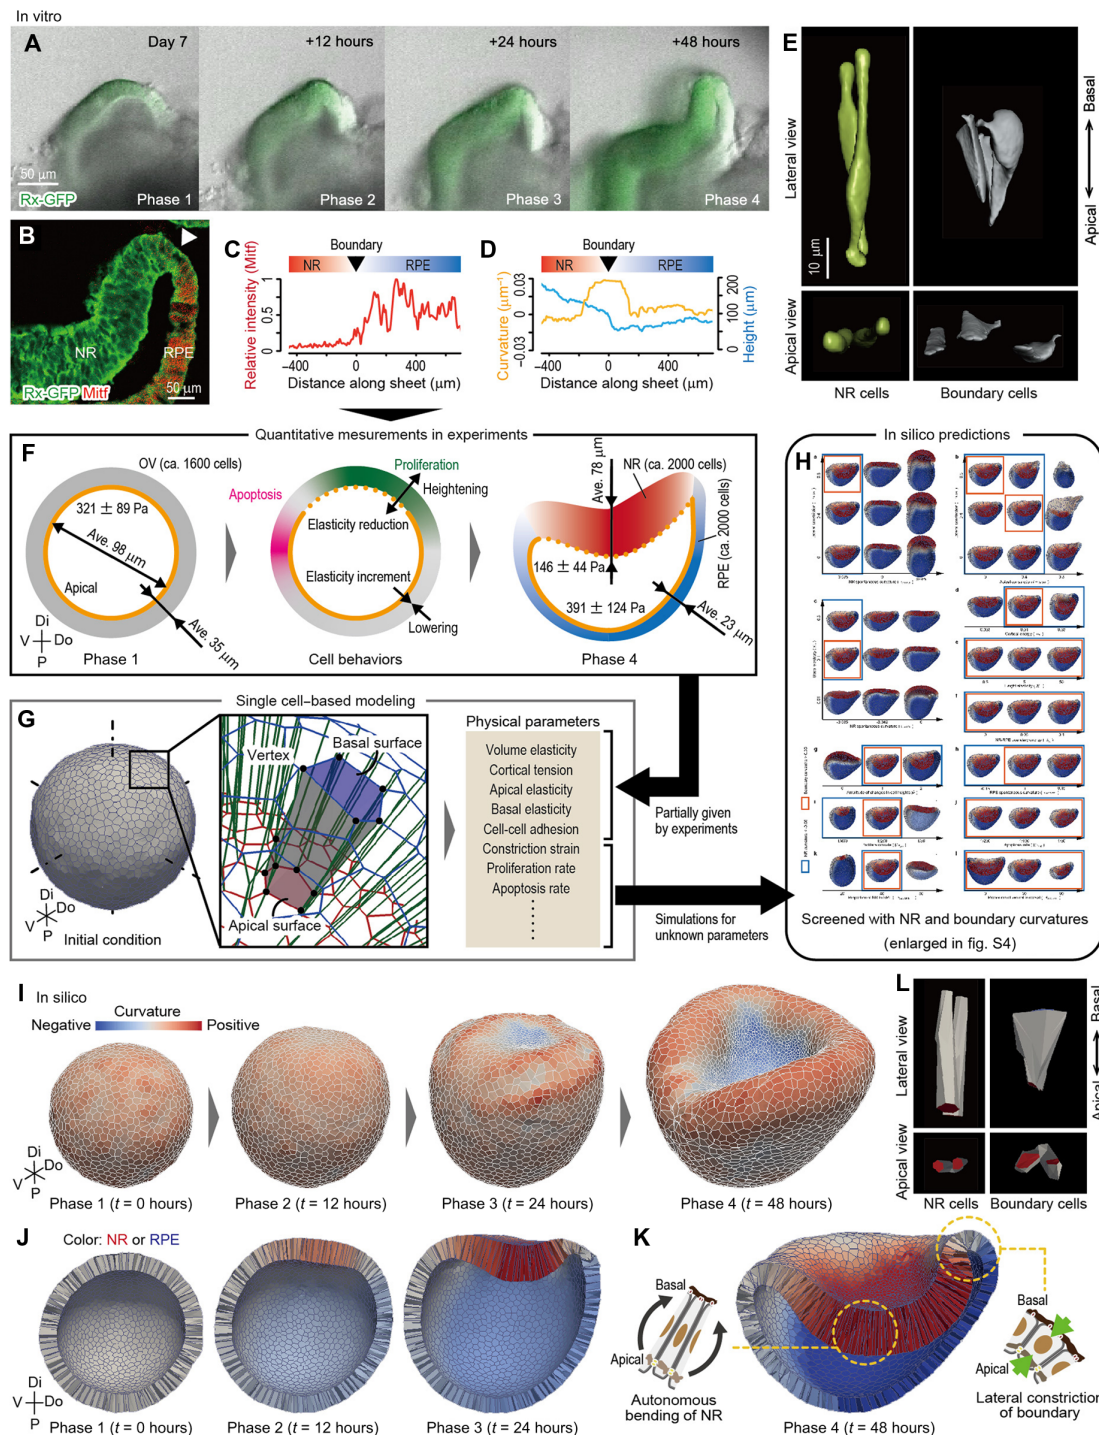 In vitro
A
Day 7
+12 hours
+24 hours
+48 hours
50 μm
Rx-GFP
Phase 1
Phase 2
Phase 3
Phase 4
E
Lateral view
Apical view
10 μm
Basal
Apical
NR cells
Boundary cells
B
NR
RPE
Rx-GFP Mitf
50 μm
C
Boundary
NR
RPE
Relative intensity (Mitf)
1
0.5
0
−400
0
400
Distance along sheet (μm)
D
Boundary
NR
RPE
Curvature (μm⁻¹)
0.03
0
−0.03
Height (μm)
200
100
0
−400
0
400
Distance along sheet (μm)
F
Quantitative mesurements in experiments
OV (ca. 1600 cells)
321 ± 89 Pa
Ave. 98 μm
Apical
Ave. 35 μm
Di
V
Do
P
Phase 1
Apoptosis
Proliferation
Heightening
Elasticity reduction
Elasticity increment
Lowering
Cell behaviors
Ave. 78 μm
NR (ca. 2000 cells)
RPE (ca. 2000 cells)
146 ± 44 Pa
391 ± 124 Pa
Ave. 23 μm
Phase 4
G
Single cell–based modeling
Di
Do
V
P
Initial condition
Vertex
Basal surface
Apical surface
Physical parameters
Volume elasticity
Cortical tension
Apical elasticity
Basal elasticity
Cell-cell adhesion
Constriction strain
Proliferation rate
Apoptosis rate
Partially given
by experiments
Simulations for
unknown parameters
H
In silico predictions
Screened with NR and boundary curvatures
(enlarged in fig. S4)
I
In silico
Curvature
Negative
Positive
Di
Do
V
P
Phase 1 (t = 0 hours)
Phase 2 (t = 12 hours)
Phase 3 (t = 24 hours)
Phase 4 (t = 48 hours)
L
Lateral view
Apical view
Basal
Apical
NR cells
Boundary cells
J
Color: NR or RPE
Di
V
Do
P
Phase 1 (t = 0 hours)
Phase 2 (t = 12 hours)
Phase 3 (t = 24 hours)
K
Basal
Apical
Autonomous
bending of NR
Phase 4 (t = 48 hours)
Basal
Apical
Lateral constriction
of boundary